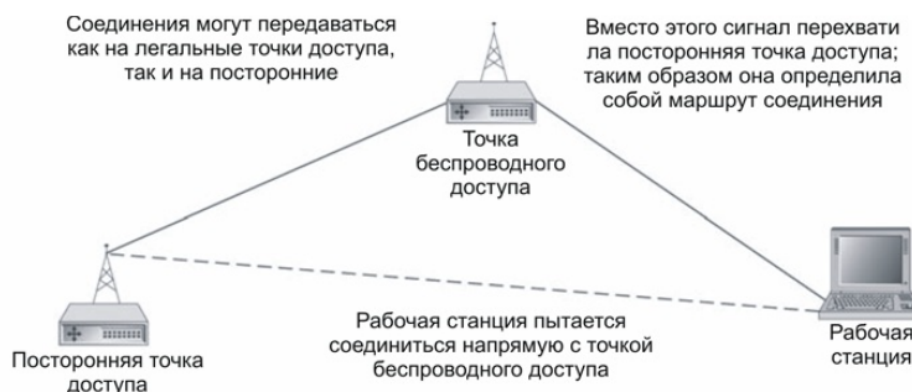 Соединения могут передаваться
как на легальные точки доступа,
так и на посторонние
Вместо этого сигнал перехвати
ла посторонняя точка доступа;
таким образом она определила
собой маршрут соединения
Точка
беспроводного
доступа
Посторонняя точка
доступа
Рабочая станция пытается
соединиться напрямую с точкой
беспроводного доступа
Рабочая
станция